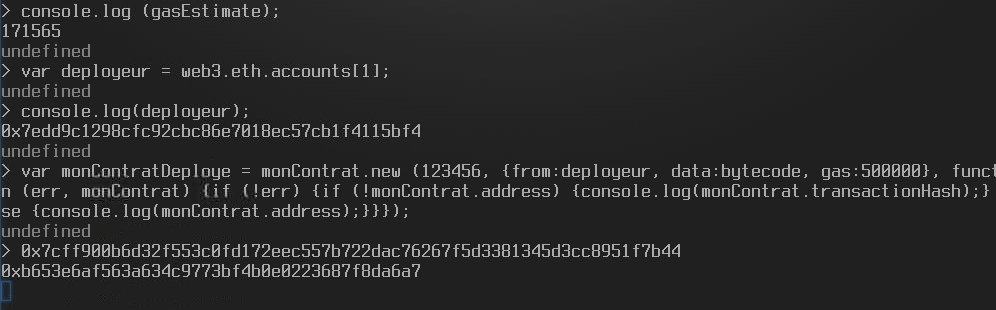 > console.log (gasEstimate);
171565
undefined
> var deployeur = web3.eth.accounts[1];
undefined
> console.log(deployeur);
0x7edd9c1298cfc92cbc86e7018ec57cb1f4115bf4
undefined
> var monContratDeploye = monContrat.new (123456, {from:deployeur, data:bytecode, gas:500000}, funct
n (err, monContrat) {if (!err) {if (!monContrat.address) {console.log(monContrat.transactionHash);}
se {console.log(monContrat.address);}}});
undefined
> 0x7cff900b6d32f553c0fd172eec557b722dac76267f5d3381345d3cc8951f7b44
0xb653e6af563a634c9773bf4b0e0223687f8da6a7